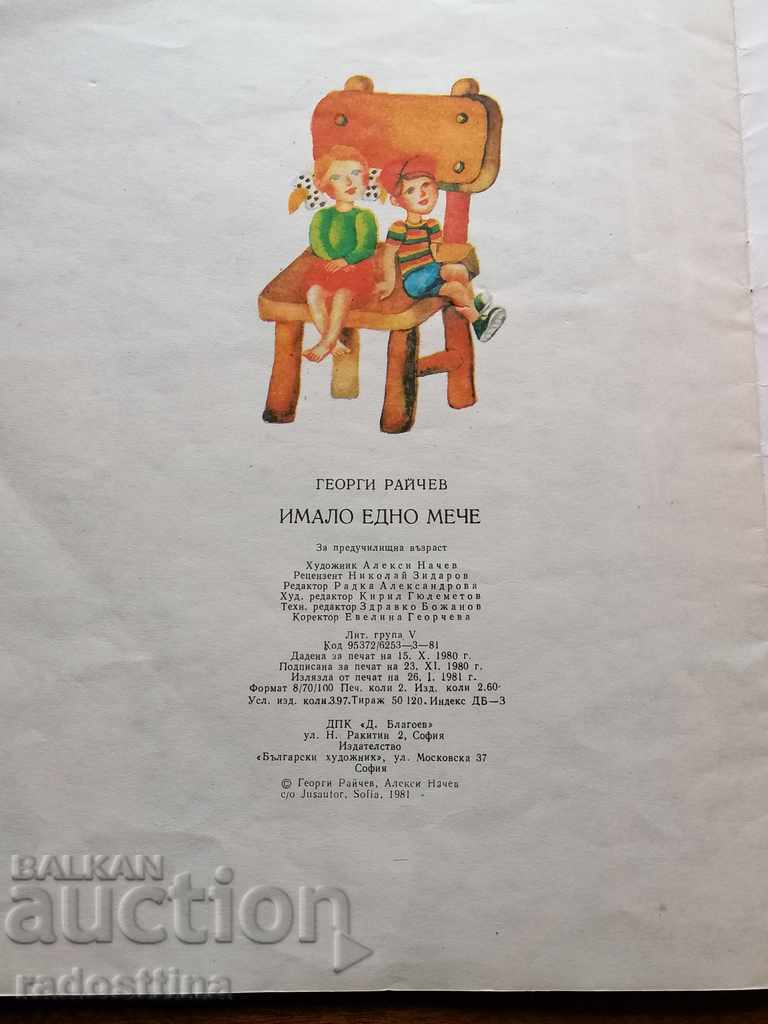 ГЕОРГИ РАЙЧЕВ
ИМАЛО ЕДНО МЕЧЕ
За предучилищна възраст
Художник Алекси Начев
Рецензент Николай Зидаров
Редактор Радка Александрова
Худ. редактор Кирил Гюлеметов
Техн. редактор Здравко Божанов
Коректор Евелина Георчева
Лит. група V
Код 95372/6253—3—81
Дадена за печат на 15. X. 1980 г.
Подписана за печат на 23. XI. 1980 г.
Излязла от печат на 26. I. 1981 г.
Формат 8/70/100 Печ. коли 2. Изд. коли 2.60
Усл. изд. коли.3.97. Тираж 50 120. Индекс ДБ—3
ДПК «Д. Благоев»
ул. Н. Ракитин 2, София
Издателство
«Български художник», ул. Московска 37
София
© Георги Райчев, Алекси Начев
c/o Jusautor, Sofia, 1981
BALKAN
auction
radosttina